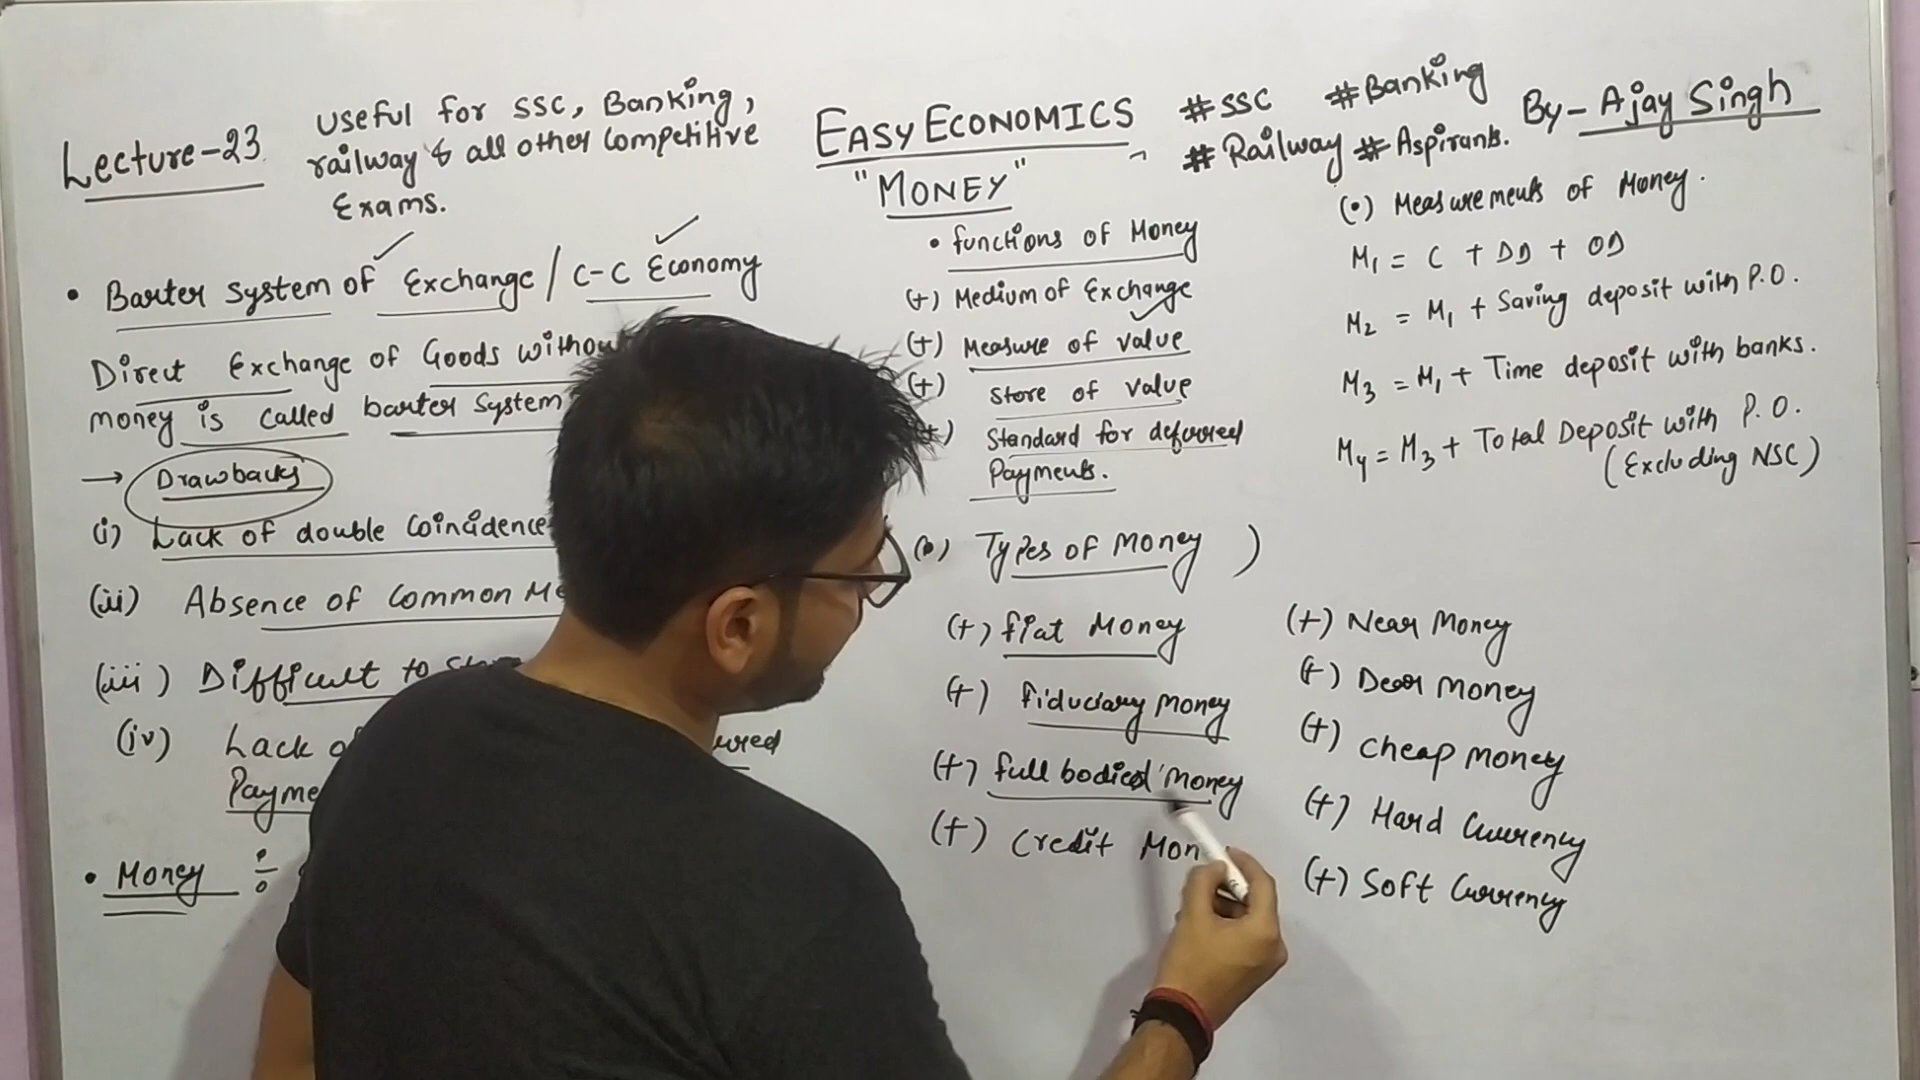 Lecture-23
Useful for SSC, Banking,
railway & all other Competitive
Exams.
• Barter system of Exchange / C-C Economy
Direct Exchange of Goods without
money is called barter System
→ Drawbacks
(i) Lack of double Coincidence
(ii) Absence of Common
(iii) Difficult to
(iv) Lack
• Money ÷
EASY ECONOMICS
"MONEY"
• functions of Money
(+) Medium of Exchange
(+) Measure of value
(+) Store of value
Standard for deferred
Payments.
(•) Types of Money )
(+) fiat Money
(+) fiduciary money
(+) full bodied 'money
(+) Credit
(+) Near Money
(+) Dear money
(+) Cheap money
(+) Hard Currency
(+) Soft Currency
#SSC #Banking
#Railway #Aspirants.
By- Ajay Singh
(•) Measurements of Money.
M1 = C + DD + OD
M2 = M1 + Saving deposit with P.O.
M3 = M1 + Time deposit with banks.
M4 = M3 + Total Deposit with P.O.
(Excluding NSC)